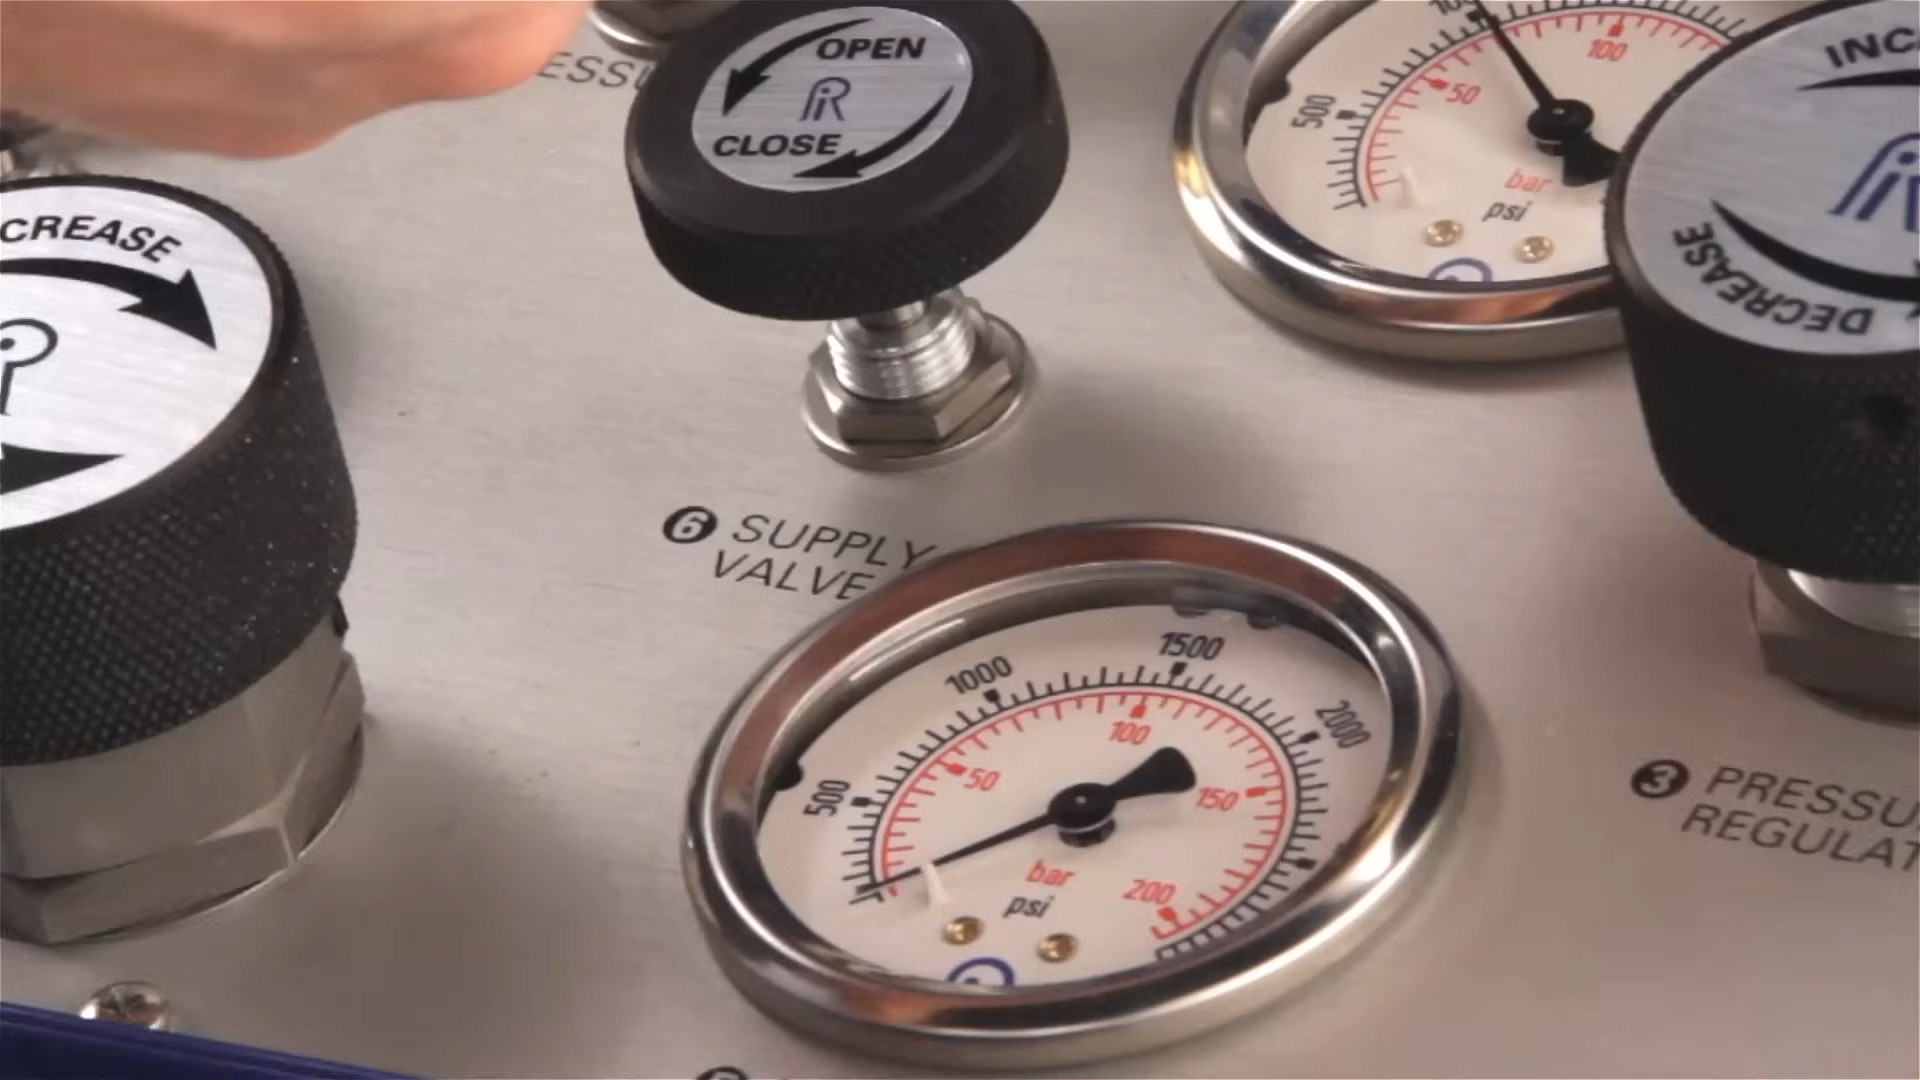 ESSU
OPEN
CLOSE
100
50
500
bar
psi
INC
DECREASE
CREASE
6 SUPPLY
VALVE
1500
1000
2000
100
50
500
150
bar
200
psi
3 PRESSU
REGULAT